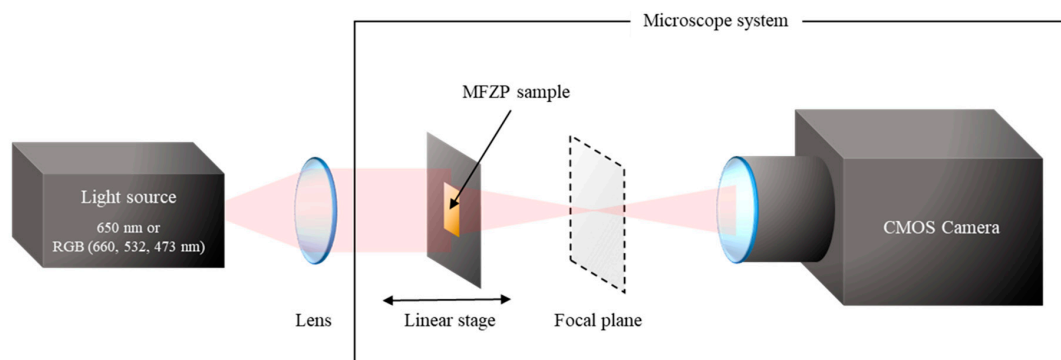 Microscope system
MFZP sample
Light source
650 nm or
RGB (660, 532, 473 nm)
CMOS Camera
Lens
Linear stage
Focal plane